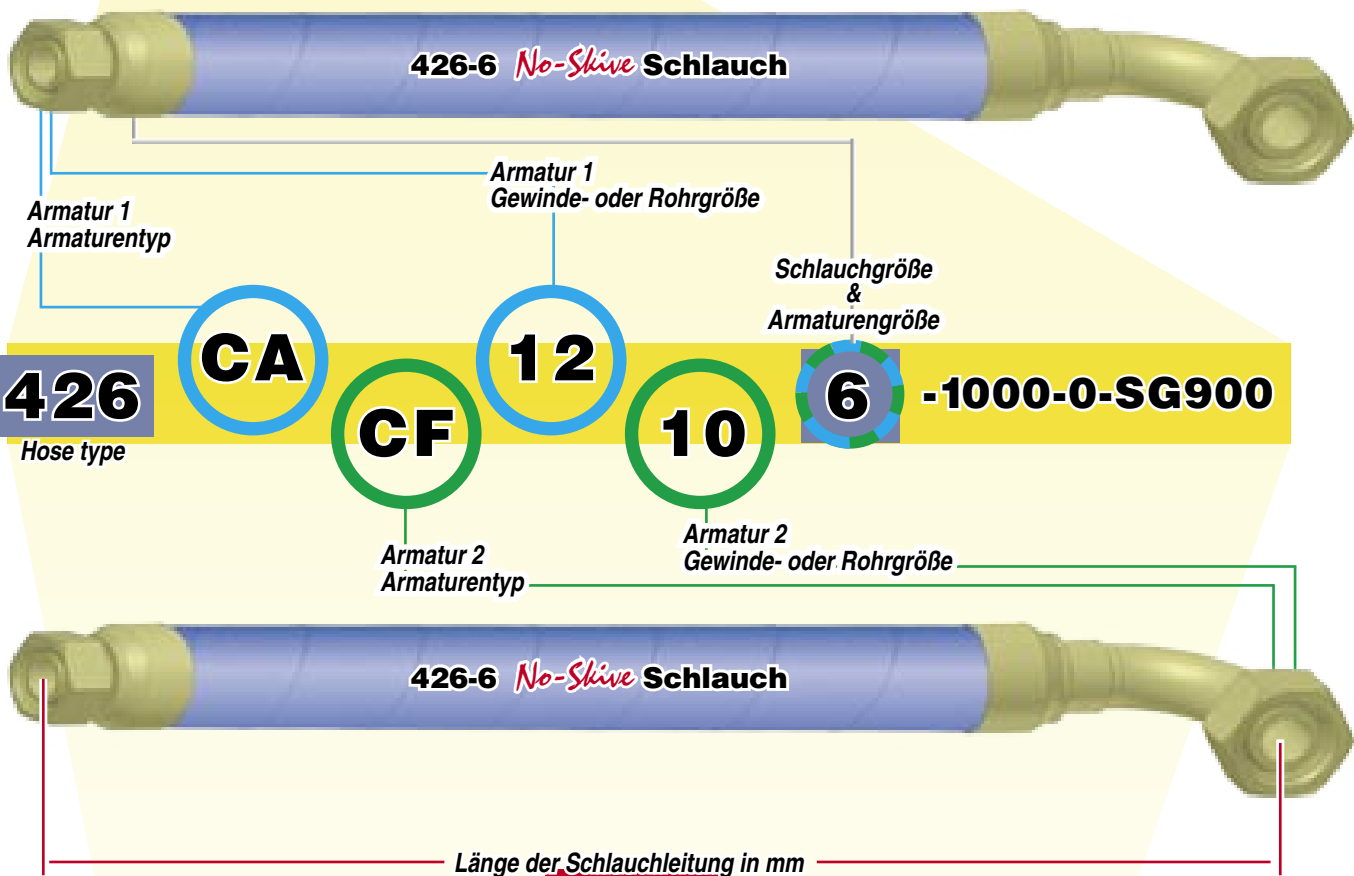 426-6 No-Skive Schlauch
Armatur 1
Gewinde- oder Rohrgröße
Armatur 1
Armaturentyp
Schlauchgröße
&
Armaturengröße
426 CA CF 12 10 6 -1000-0-SG900
Hose type
Armatur 2
Armaturentyp
Armatur 2
Gewinde- oder Rohrgröße
426-6 No-Skive Schlauch
Länge der Schlauchleitung in mm